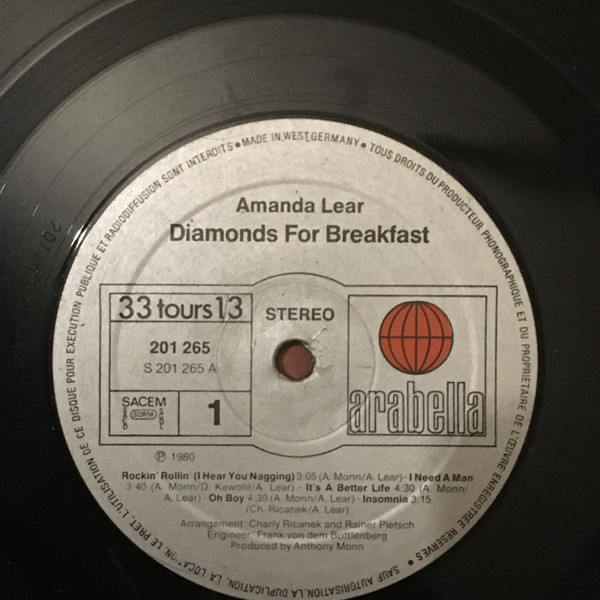 • MADE IN WEST GERMANY • TOUS DROITS DU PRODUCTEUR PHONOGRAPHIQUE ET DU PROPRIETAIRE DE L'ŒUVRE ENREGISTREE RESERVES • SAUF AUTORISATION, LA DUPLICATION, LA LOCATION, LE PRET, L'UTILISATION DE CE DISQUE POUR EXECUTION PUBLIQUE ET RADIODIFFUSION SONT INTERDITS
Amanda Lear
Diamonds For Breakfast
33 tours 1/3
STEREO
201 265
S 201 265 A
SACEM
SDRM
1
arabella
℗ 1980
Rockin' Rollin' (I Hear You Nagging) 3:05 (A. Monn/A. Lear) · I Need A Man
3:40 (A. Monn/D. Kawohl/A. Lear) · It's A Better Life 4:30 (A. Monn/
A. Lear) · Oh Boy 4:30 (A. Monn/A. Lear) · Insomnia 3:15
(Ch. Ricanek/A. Lear)
Arrangement: Charly Ricanek and Rainer Pietsch
Engineer: Frank von dem Bottlenberg
Produced by Anthony Monn